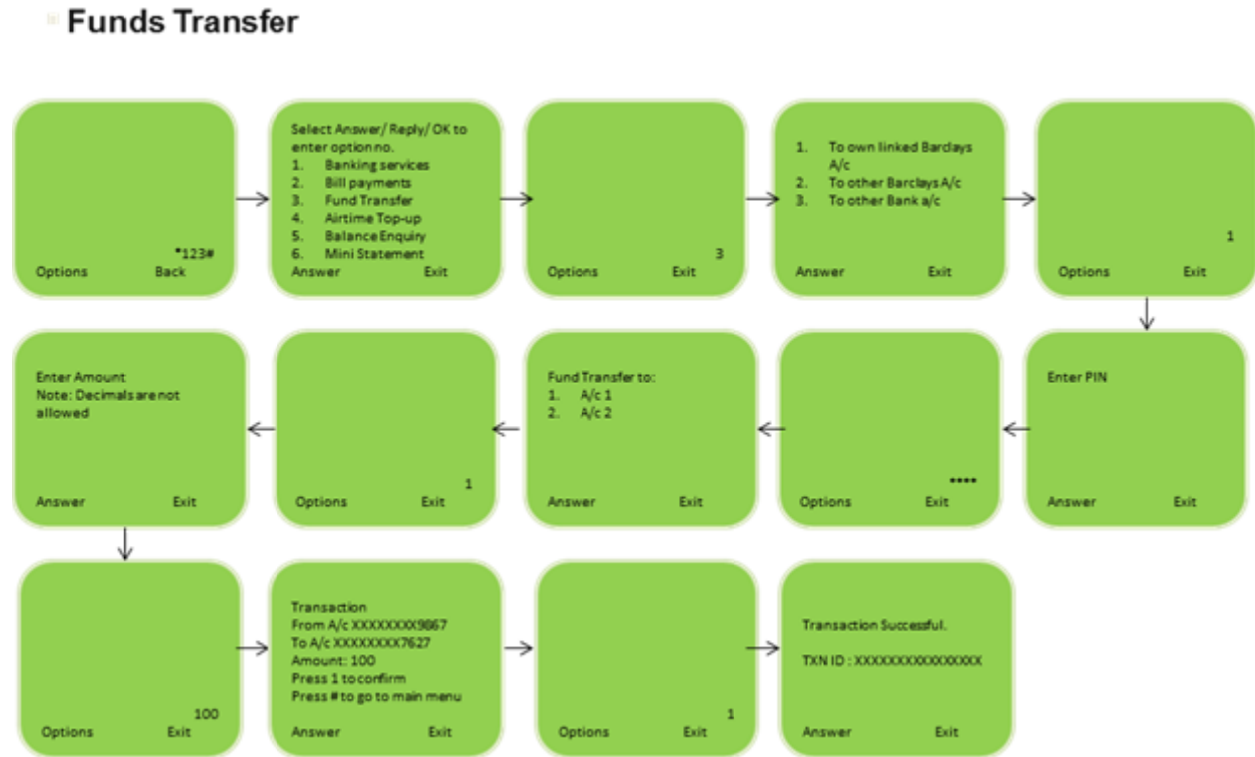 Funds Transfer
*123#
Options Back
Select Answer/ Reply/ OK to
enter option no.
1. Banking services
2. Bill payments
3. Fund Transfer
4. Airtime Top-up
5. Balance Enquiry
6. Mini Statement
Answer Exit
3
Options Exit
1. To own linked Barclays
A/c
2. To other Barclays A/c
3. To other Bank a/c
Answer Exit
1
Options Exit
Enter PIN
Answer Exit
••••
Options Exit
Fund Transfer to:
1. A/c 1
2. A/c 2
Answer Exit
1
Options Exit
Enter Amount
Note: Decimals are not
allowed
Answer Exit
100
Options Exit
Transaction
From A/c XXXXXXXX9867
To A/c XXXXXXXX7627
Amount: 100
Press 1 to confirm
Press # to go to main menu
Answer Exit
1
Options Exit
Transaction Successful.
TXN ID : XXXXXXXXXXXXXXXX
Answer Exit